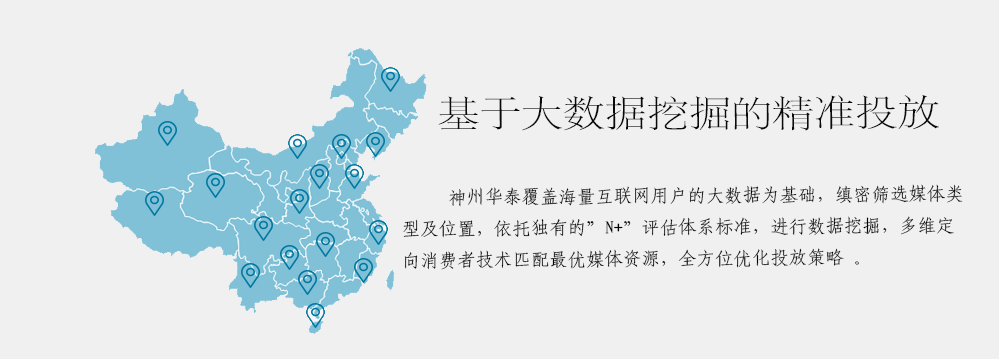 基于大数据挖掘的精准投放
神州华泰覆盖海量互联网用户的大数据为基础，缜密筛选媒体类
型及位置，依托独有的”N+”评估体系标准，进行数据挖掘，多维定
向消费者技术匹配最优媒体资源，全方位优化投放策略 。